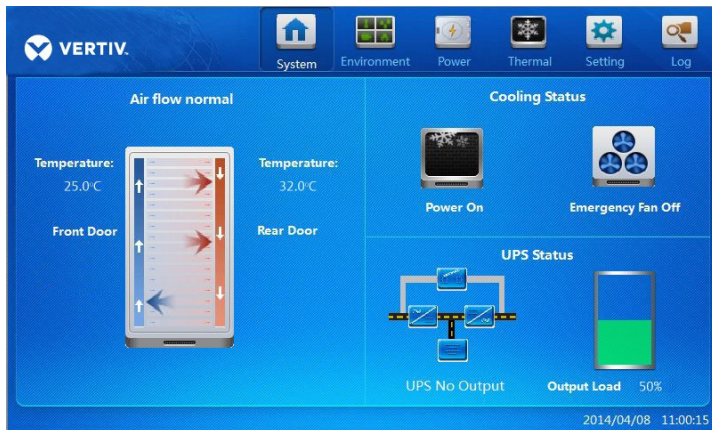 VERTIV.
System
Environment
Power
Thermal
Setting
Log
Air flow normal
Temperature:
25.0°C
Front Door
Temperature:
32.0°C
Rear Door
Cooling Status
Power On
Emergency Fan Off
UPS Status
UPS No Output
Output Load 50%
2014/04/08 11:00:15